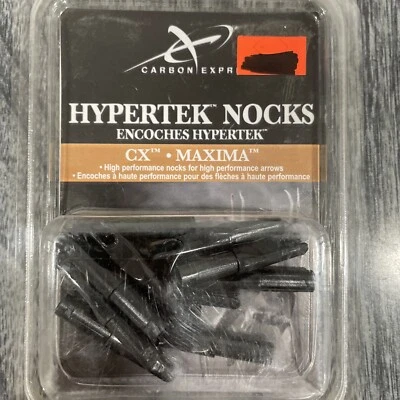 CARBON EXPR
HYPERTEK™ NOCKS
ENCOCHES HYPERTEK™
CX™ • MAXIMA™
• High performance nocks for high performance arrows
• Encoches à haute performance pour des flèches à haute performance